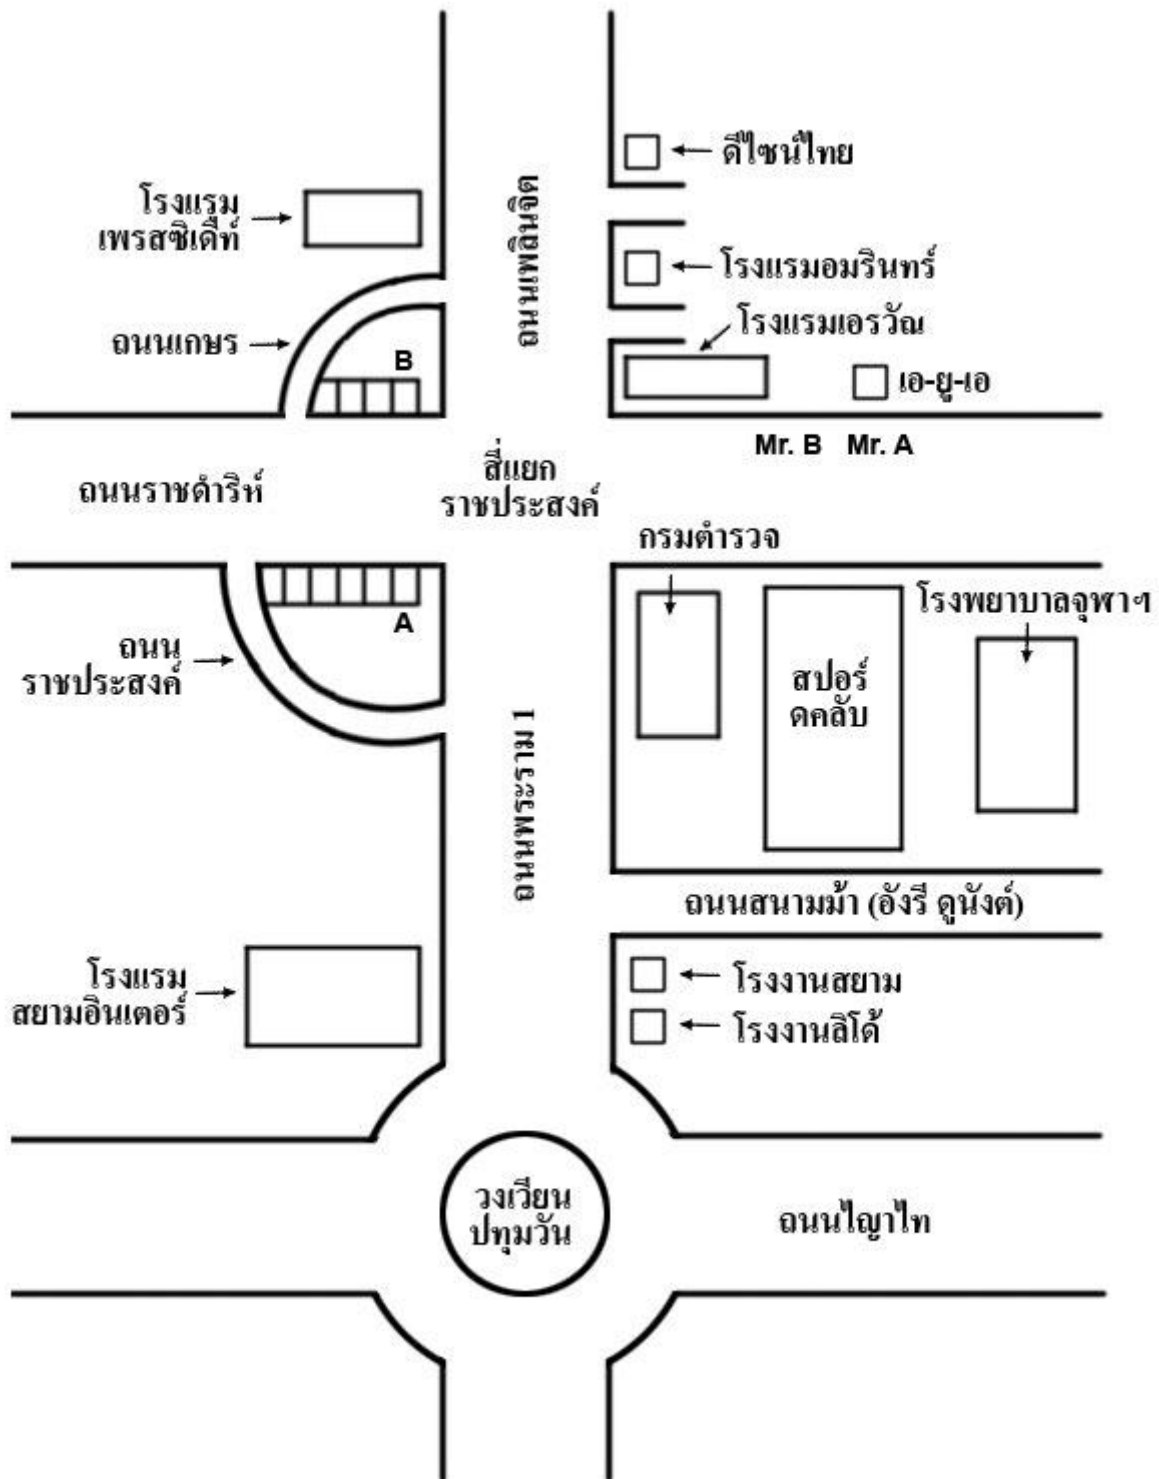 ดีไซน์ไทย
โรงแรม
เพรสซิเด้ท์
ถนนเพลินจิต
โรงแรมอมรินทร์
โรงแรมเอรวัณ
ถนนเกษร
B
เอ-ยู-เอ
Mr. B Mr. A
สี่แยก
ราชประสงค์
ถนนราชดำริห์
กรมตำรวจ
โรงพยาบาลจุฬาฯ
A
ถนน
ราชประสงค์
สปอร์
ตคลับ
ถนนพระราม 1
ถนนสนามม้า (อังรี ดูนังต์)
โรงแรม
สยามอินเตอร์
โรงงานสยาม
โรงงานลิโด้
วงเวียน
ปทุมวัน
ถนนไญาไท